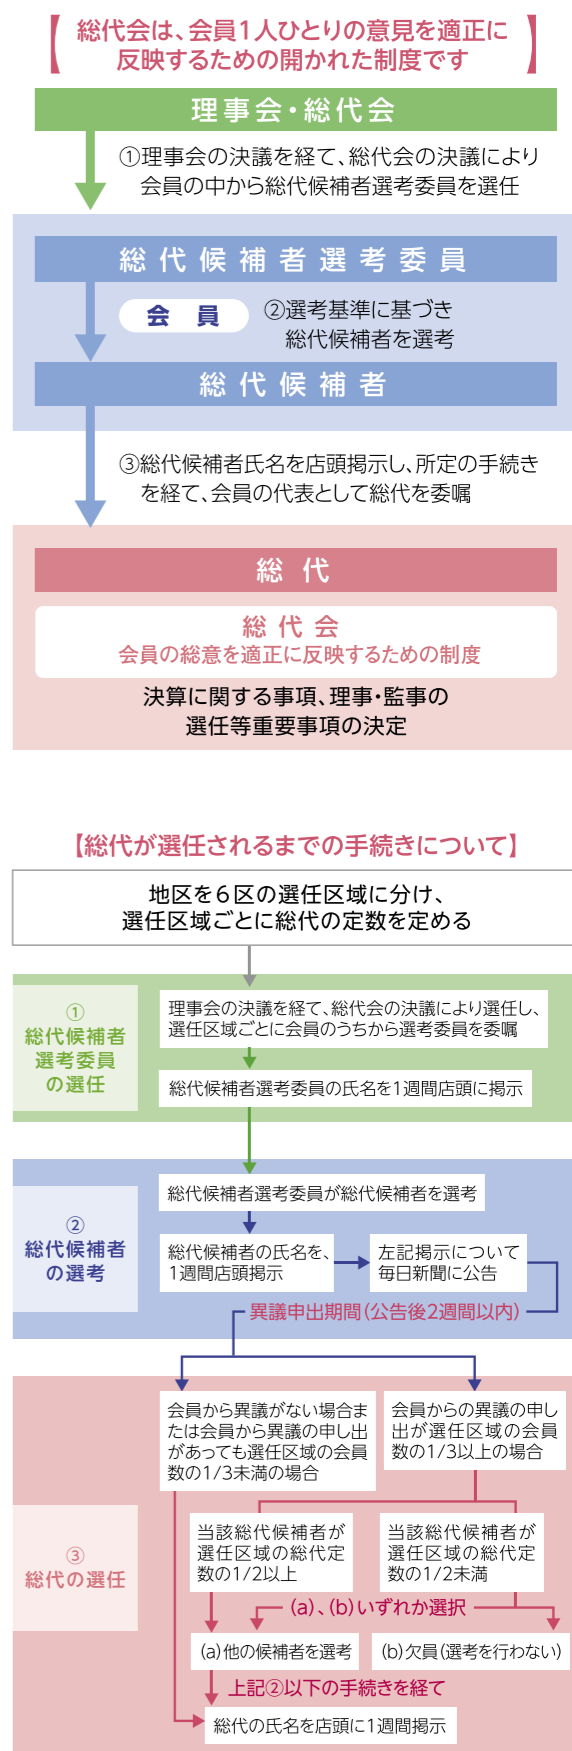 総代会は、会員1人ひとりの意見を適正に
反映するための開かれた制度です
理事会・総代会
①理事会の決議を経て、総代会の決議により
会員の中から総代候補者選考委員を選任
総代候補者選考委員
会員
②選考基準に基づき
総代候補者を選考
総代候補者
③総代候補者氏名を店頭掲示し、所定の手続き
を経て、会員の代表として総代を委嘱
総代
総代会
会員の総意を適正に反映するための制度
決算に関する事項、理事・監事の
選任等重要事項の決定
【総代が選任されるまでの手続きについて】
地区を6区の選任区域に分け、
選任区域ごとに総代の定数を定める
①
総代候補者
選考委員
の選任
理事会の決議を経て、総代会の決議により選任し、
選任区域ごとに会員のうちから選考委員を委嘱
総代候補者選考委員の氏名を1週間店頭に掲示
②
総代候補者
の選考
総代候補者選考委員が総代候補者を選考
総代候補者の氏名を、
1週間店頭掲示
左記掲示について
毎日新聞に公告
異議申出期間(公告後2週間以内)
③
総代の選任
会員から異議がない場合ま
たは会員から異議の申し出
があっても選任区域の会員
数の1/3未満の場合
会員からの異議の申し
出が選任区域の会員
数の1/3以上の場合
当該総代候補者が
選任区域の総代定
数の1/2以上
当該総代候補者が
選任区域の総代定
数の1/2未満
(a)、(b)いずれか選択
(a)他の候補者を選考
(b)欠員(選考を行わない)
上記②以下の手続きを経て
総代の氏名を店頭に1週間掲示